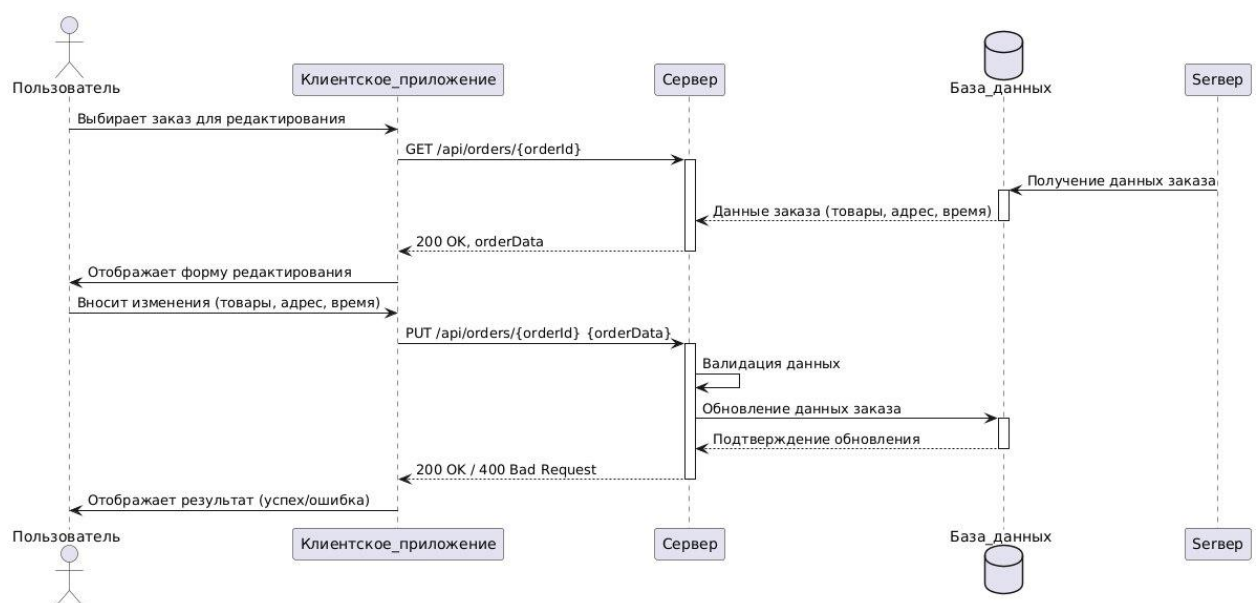 Пользователь
Клиентское_приложение
Сервер
База_данных
Serвер
Выбирает заказ для редактирования
GET /api/orders/{orderId}
Получение данных заказа
Данные заказа (товары, адрес, время)
200 OK, orderData
Отображает форму редактирования
Вносит изменения (товары, адрес, время)
PUT /api/orders/{orderId} {orderData}
Валидация данных
Обновление данных заказа
Подтверждение обновления
200 OK / 400 Bad Request
Отображает результат (успех/ошибка)
Пользователь
Клиентское_приложение
Сервер
База_данных
Serвер